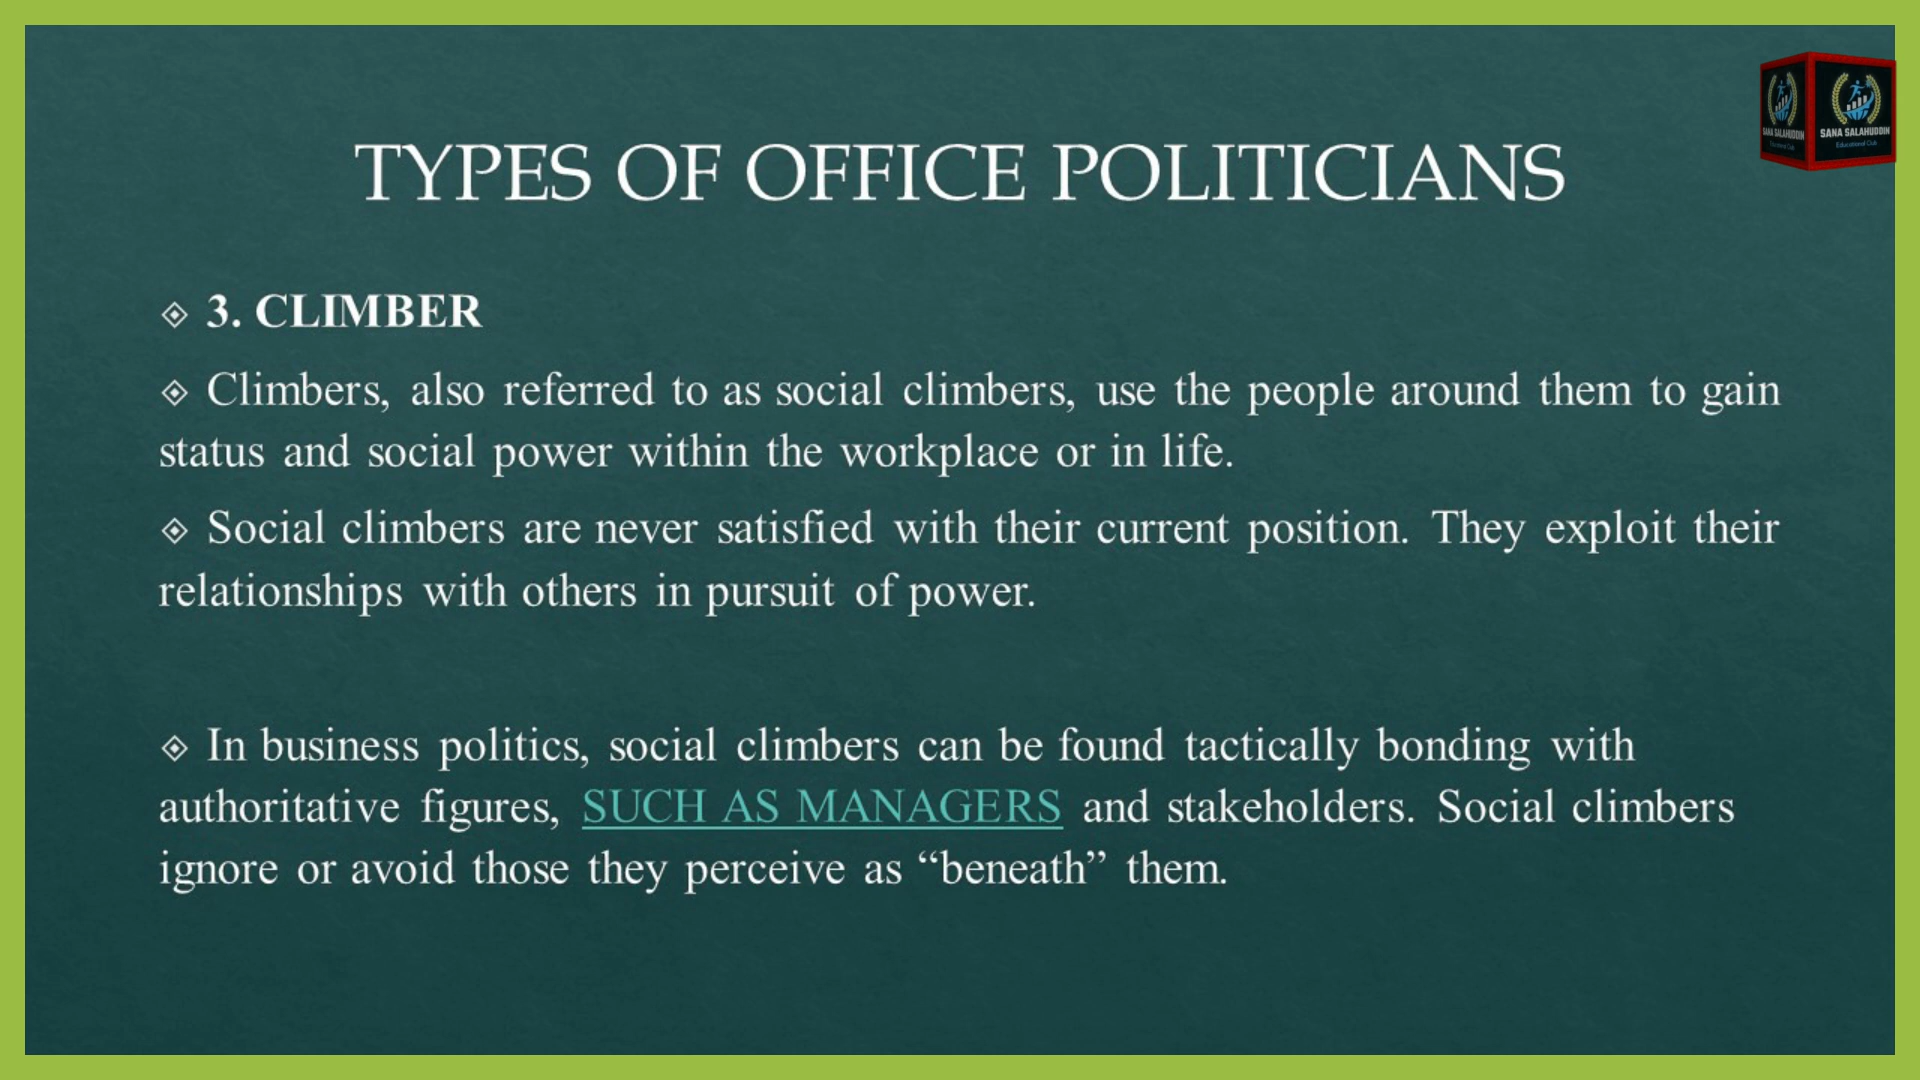 SANA SALAHUDDIN
SANA SALAHUDDIN
Educational Club
TYPES OF OFFICE POLITICIANS
3. CLIMBER
Climbers, also referred to as social climbers, use the people around them to gain
status and social power within the workplace or in life.
Social climbers are never satisfied with their current position. They exploit their
relationships with others in pursuit of power.
In business politics, social climbers can be found tactically bonding with
authoritative figures, SUCH AS MANAGERS and stakeholders. Social climbers
ignore or avoid those they perceive as “beneath” them.